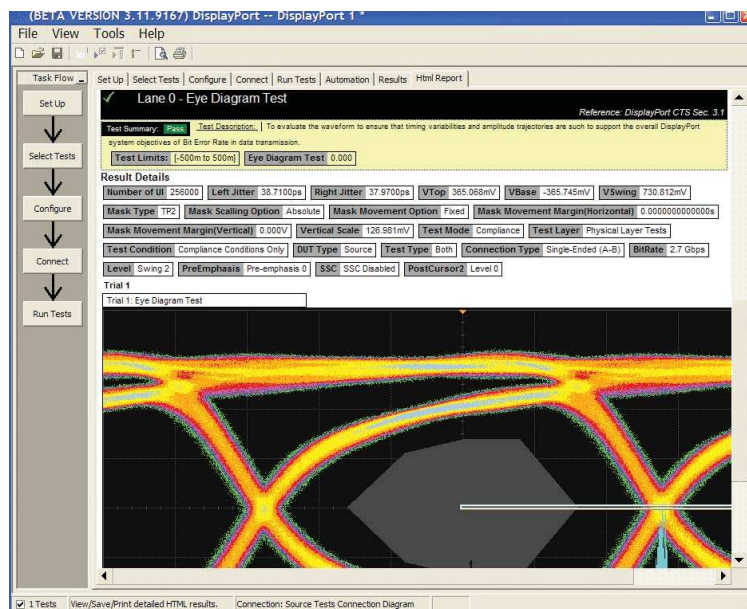 (BETA VERSION 3.11.9167) DisplayPort -- DisplayPort 1 *
File View Tools Help
Task Flow
Set Up
Select Tests
Configure
Connect
Run Tests
Set Up Select Tests Configure Connect Run Tests Automation Results Html Report
Lane 0 - Eye Diagram Test
Reference: DisplayPort CTS Sec. 3.1
Test Summary: Pass Test Description: To evaluate the waveform to ensure that timing variabilities and amplitude trajectories are such to support the overall DisplayPort
system objectives of Bit Error Rate in data transmission.
Test Limits: [-500m to 500m] Eye Diagram Test 0.000
Result Details
Number of UI 256000 Left Jitter 38.7100ps Right Jitter 37.9700ps VTop 365.068mV VBase -365.745mV VSwing 730.812mV
Mask Type TP2 Mask Scalling Option Absolute Mask Movement Option Fixed Mask Movement Margin(Horizontal) 0.0000000000000s
Mask Movement Margin(Vertical) 0.000V Vertical Scale 126.981mV Test Mode Compliance Test Layer Physical Layer Tests
Test Condition Compliance Conditions Only DUT Type Source Test Type Both Connection Type Single-Ended (A-B) BitRate 2.7 Gbps
Level Swing 2 PreEmphasis Pre-emphasis 0 SSC SSC Disabled PostCursor2 Level 0
Trial 1
Trial 1: Eye Diagram Test
1
1 Tests View/Save/Print detailed HTML results. Connection: Source Tests Connection Diagram